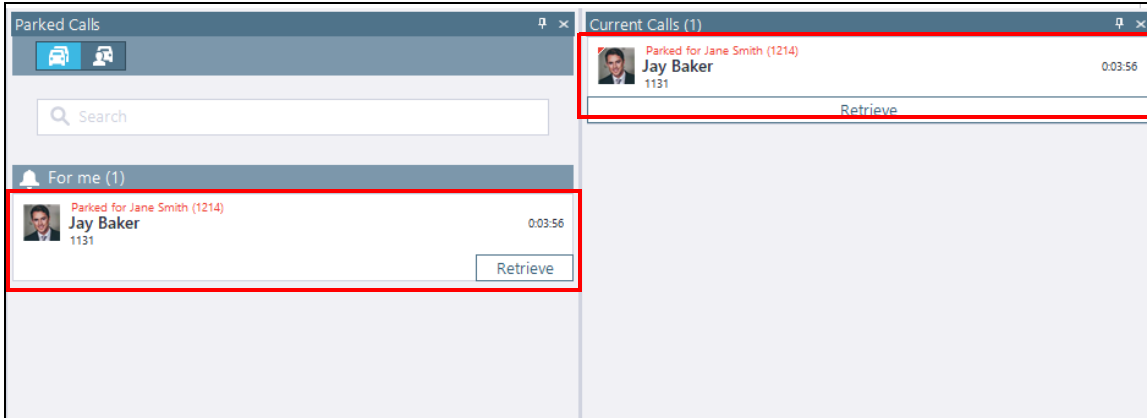 Parked Calls
Search
For me (1)
Parked for Jane Smith (1214)
Jay Baker
0:03:56
1131
Retrieve
Current Calls (1)
Parked for Jane Smith (1214)
Jay Baker
0:03:56
1131
Retrieve